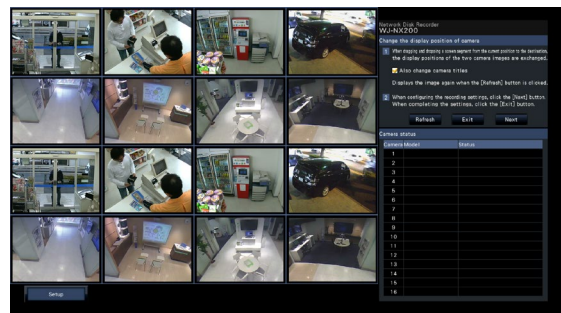 Network Disk Recorder
WJ-NX200
Change the display position of camera
1 When dragging and dropping a screen segment from the current position to the destination,
the display positions of the two camera images are exchanged.
Also change camera titles
Displays the image again when the [Refresh] button is clicked.
2 When configuring the recording settings, click the [Next] button.
When completing the settings, click the [Exit] button.
Refresh Exit Next
Camera status
Camera Model Status
1
2
3
4
5
6
7
8
9
10
11
12
13
14
15
16
Setup